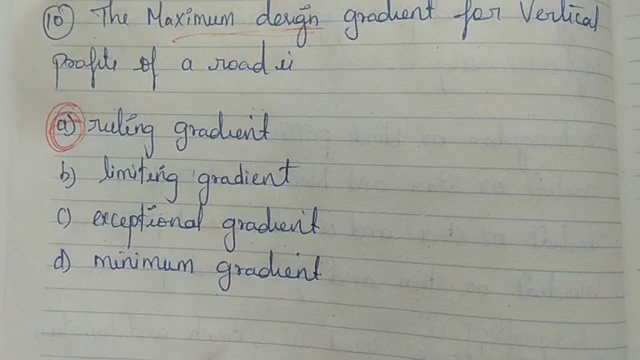 10 The Maximum design gradient for Vertical
profile of a road is
a) ruling gradient
b) limiting gradient
c) exceptional gradient
d) minimum gradient